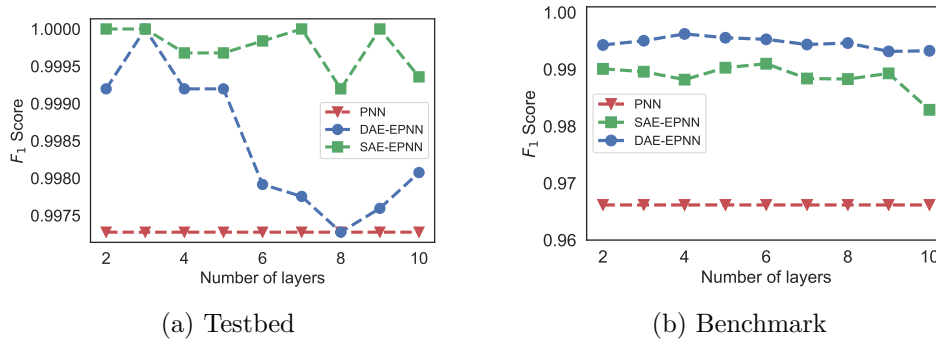 1.0000
0.9995
0.9990
0.9985
0.9980
0.9975
F1 Score
PNN
DAE-EPNN
SAE-EPNN
2 4 6 8 10
Number of layers
(a) Testbed
1.00
0.99
0.98
0.97
0.96
F1 Score
PNN
SAE-EPNN
DAE-EPNN
2 4 6 8 10
Number of layers
(b) Benchmark